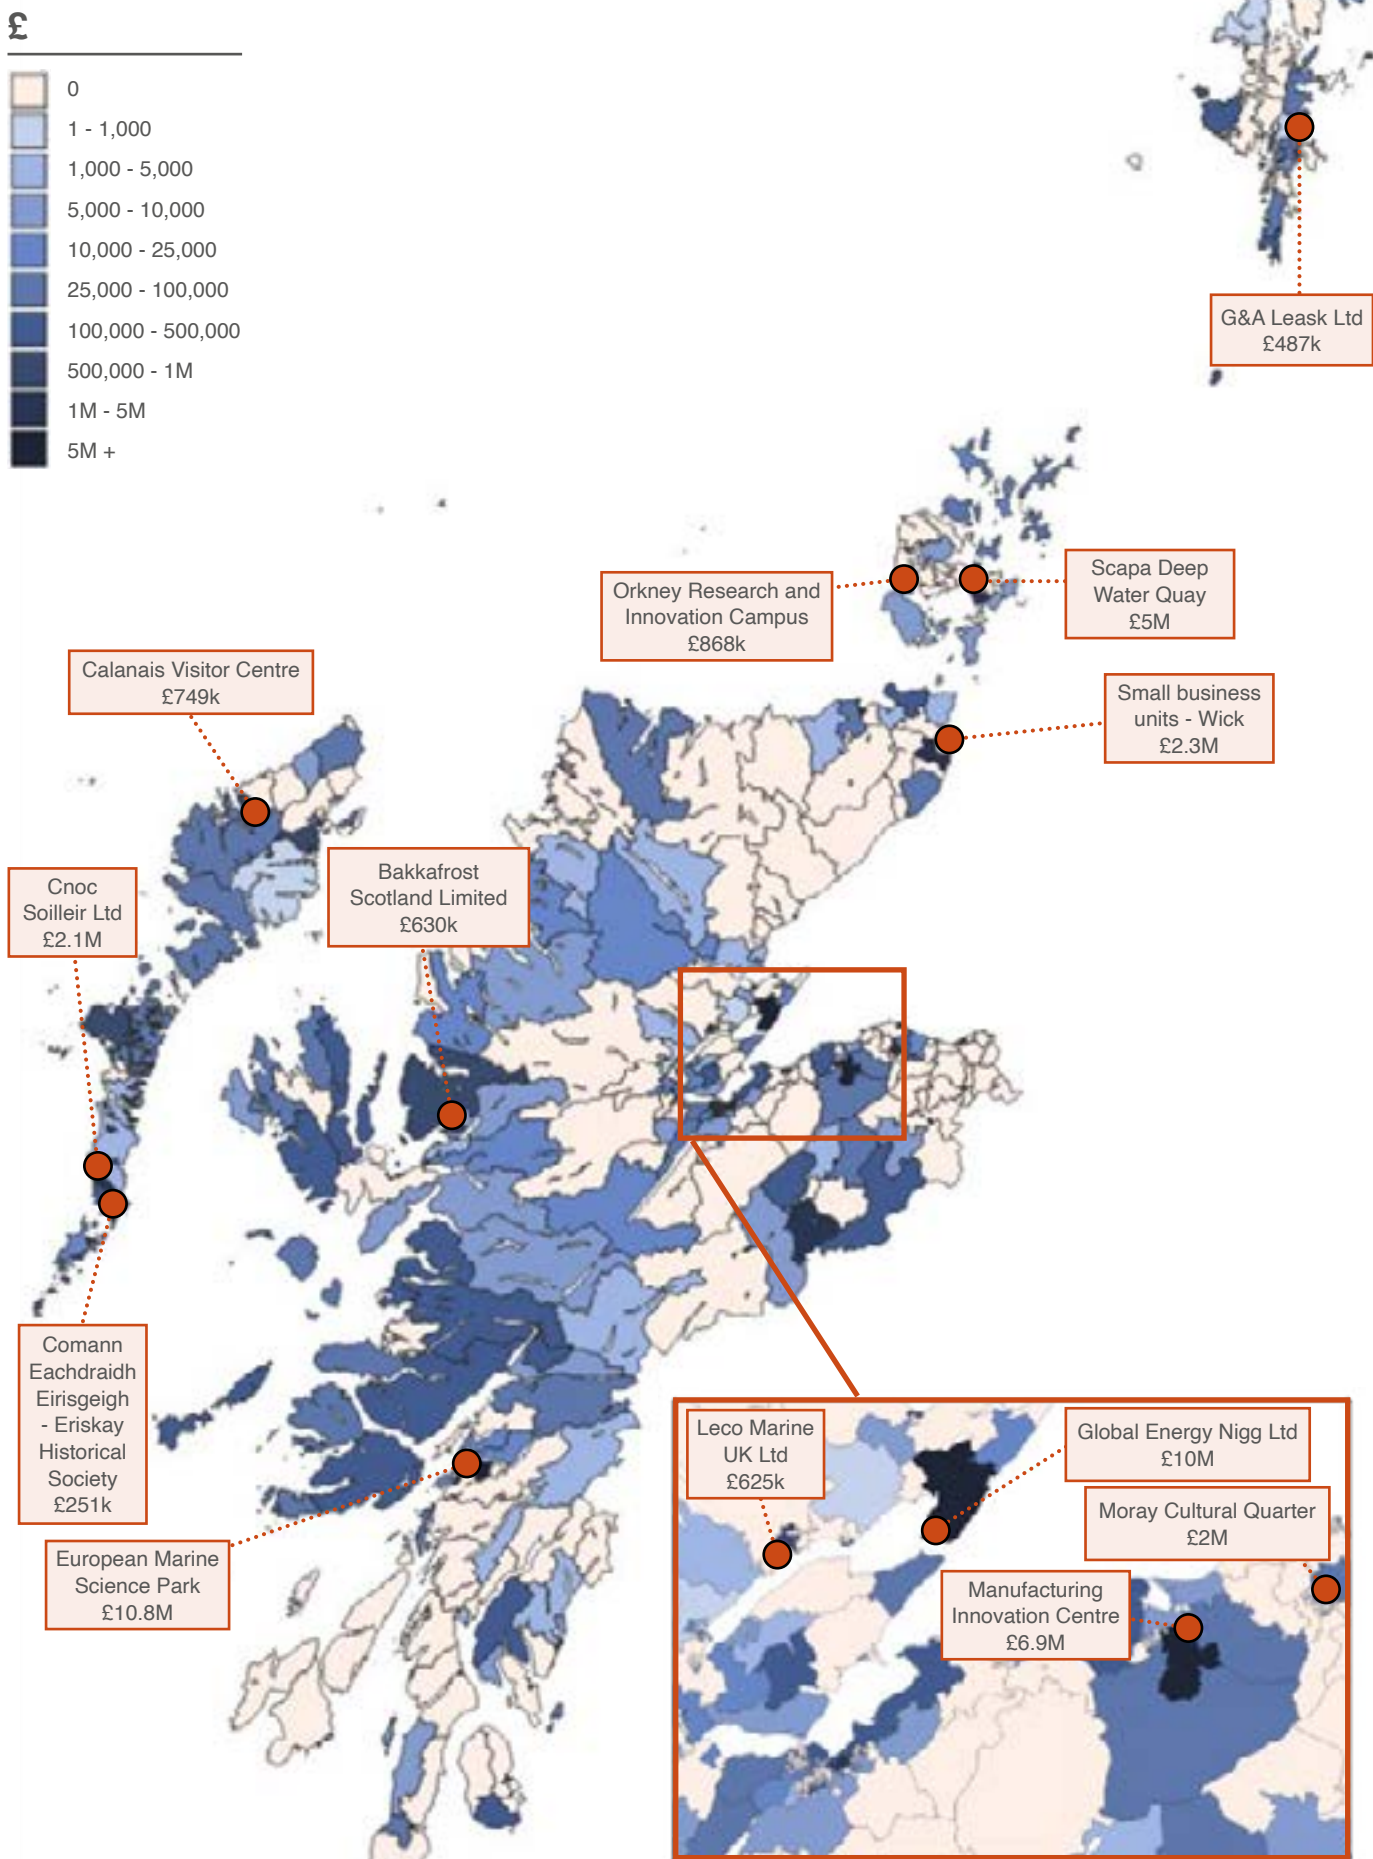 £
0
1 - 1,000
1,000 - 5,000
5,000 - 10,000
10,000 - 25,000
25,000 - 100,000
100,000 - 500,000
500,000 - 1M
1M - 5M
5M +
G&A Leask Ltd
£487k
Orkney Research and
Innovation Campus
£868k
Scapa Deep
Water Quay
£5M
Calanais Visitor Centre
£749k
Small business
units - Wick
£2.3M
Cnoc
Soilleir Ltd
£2.1M
Bakkafrost
Scotland Limited
£630k
Comann
Eachdraidh
Eirisgeigh
- Eriskay
Historical
Society
£251k
European Marine
Science Park
£10.8M
Leco Marine
UK Ltd
£625k
Global Energy Nigg Ltd
£10M
Moray Cultural Quarter
£2M
Manufacturing
Innovation Centre
£6.9M